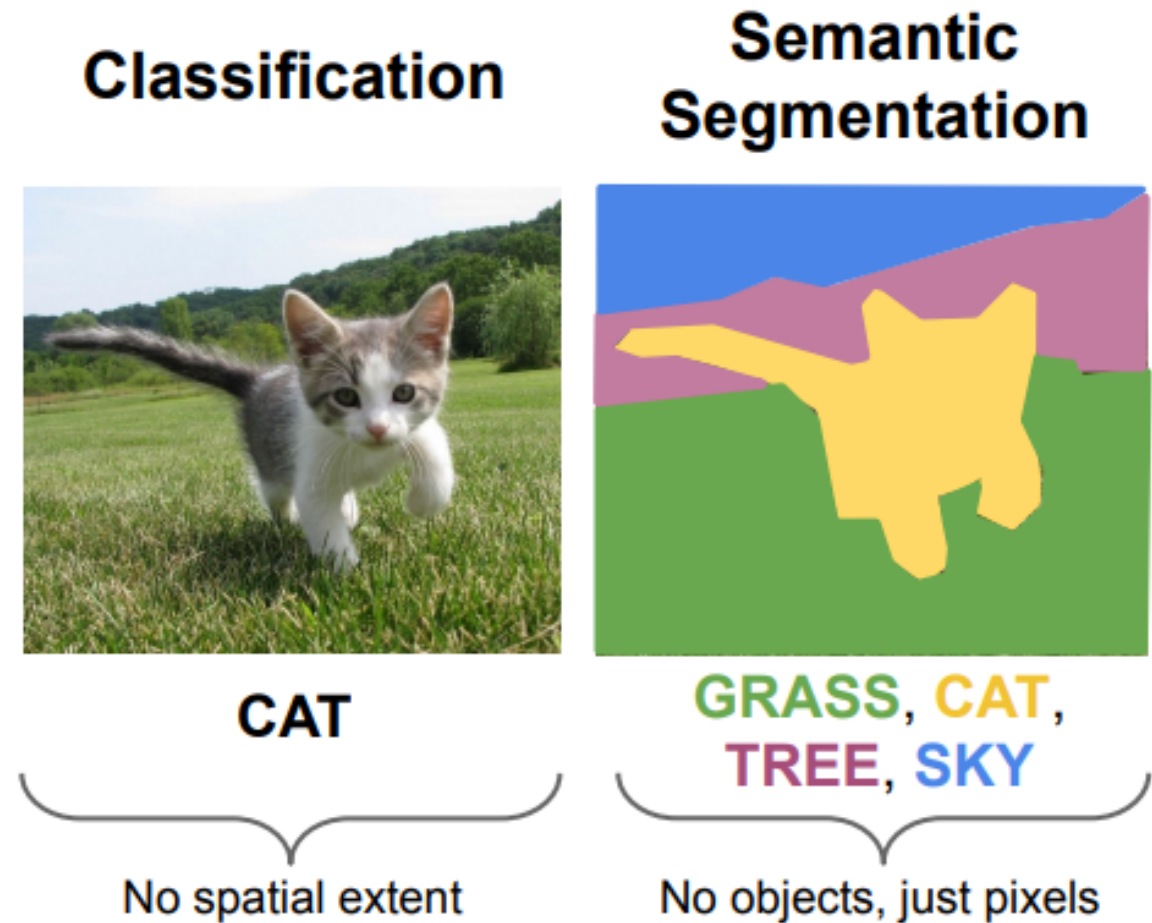 Classification
Semantic
Segmentation
CAT
GRASS, CAT,
TREE, SKY
No spatial extent
No objects, just pixels